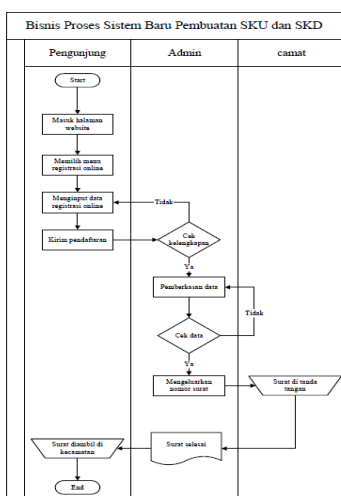 Bisnis Proses Sistem Baru Pembuatan SKU dan SKD
Pengunjung
Admin
camat
Start
Masuk halaman
website
Memilih menu
registrasi online
Menginput data
registrasi online
Tidak
Kirim pendaftaran
Cek
kelengkapan
Ya
Pemberkasan data
Tidak
Cek data
Ya
Mengeluarkan
nomor surat
Surat di tanda
tangan
Surat diambil di
kecamatan
Surat selesai
End